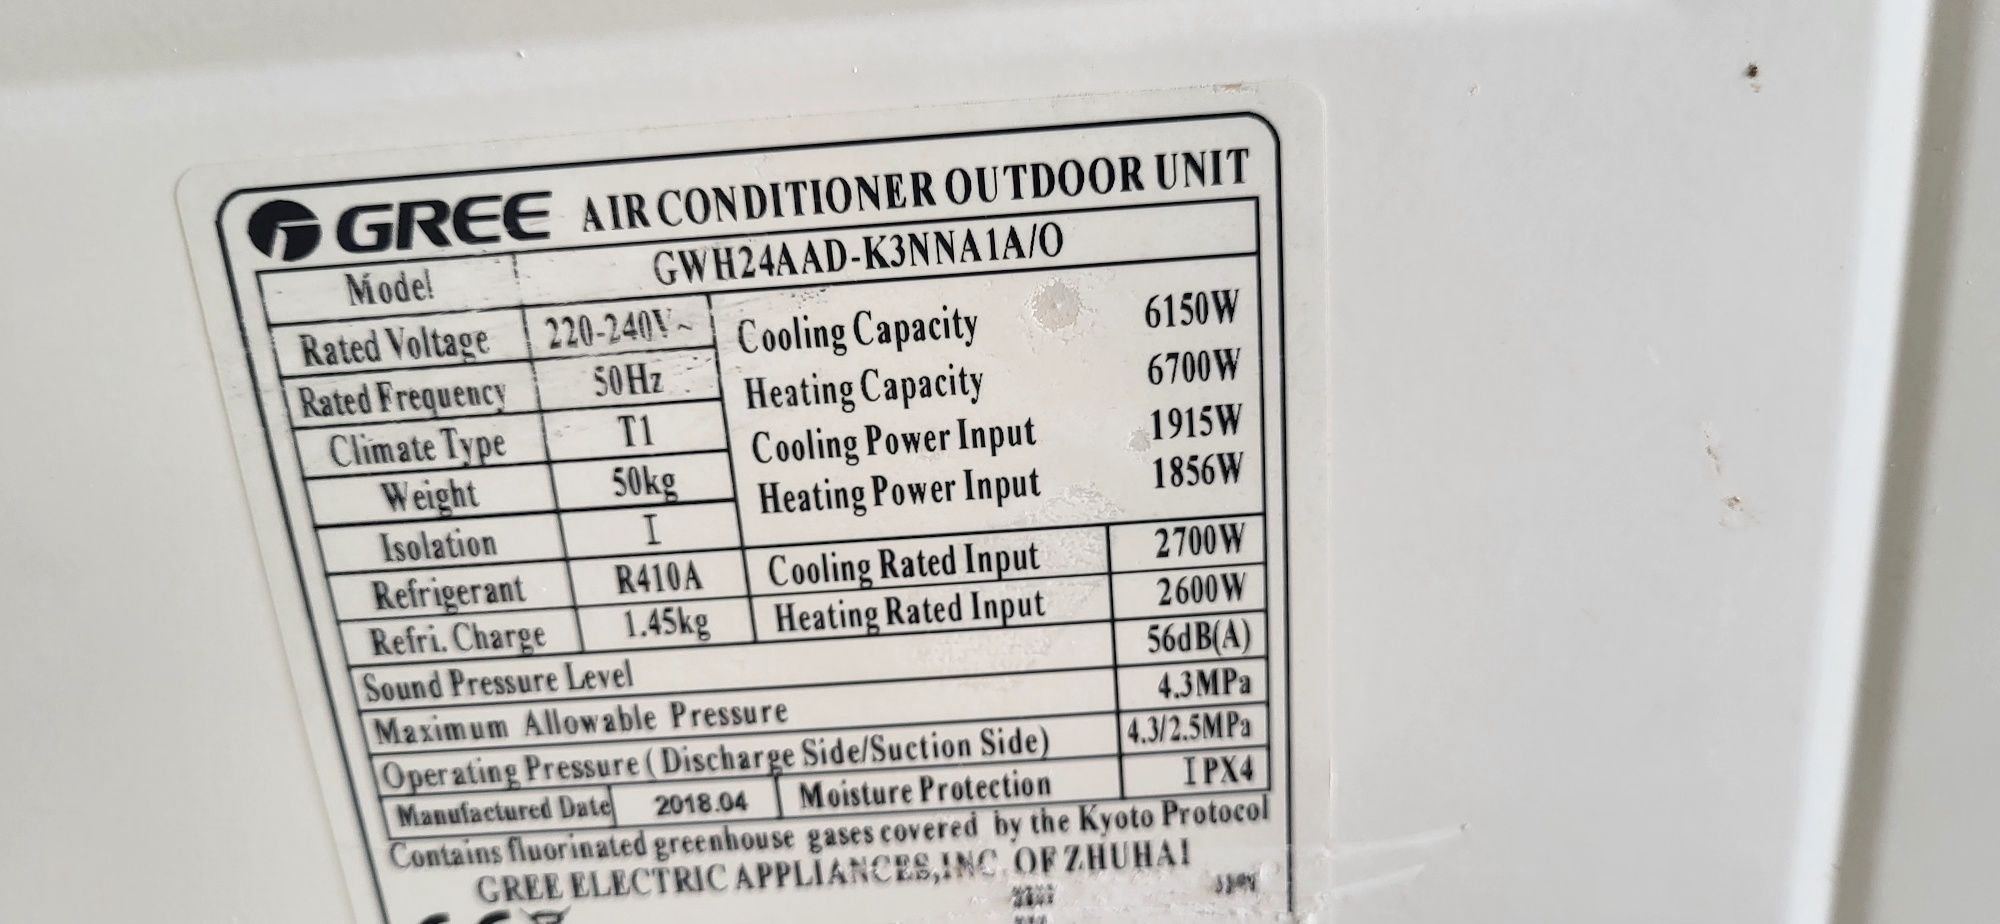 GREE AIR CONDITIONER OUTDOOR UNIT
Model GWH24AAD-K3NNA1A/O
Rated Voltage 220-240V~ Cooling Capacity 6150W
Rated Frequency 50Hz Heating Capacity 6700W
Climate Type T1 Cooling Power Input 1915W
Weight 50kg Heating Power Input 1856W
Isolation I
Refrigerant R410A Cooling Rated Input 2700W
Refri. Charge 1.45kg Heating Rated Input 2600W
Sound Pressure Level 56dB(A)
Maximum Allowable Pressure 4.3MPa
Operating Pressure (Discharge Side/Suction Side) 4.3/2.5MPa
Manufactured Date 2018.04 Moisture Protection IPX4
Contains fluorinated greenhouse gases covered by the Kyoto Protocol
GREE ELECTRIC APPLIANCES,INC. OF ZHUHAI